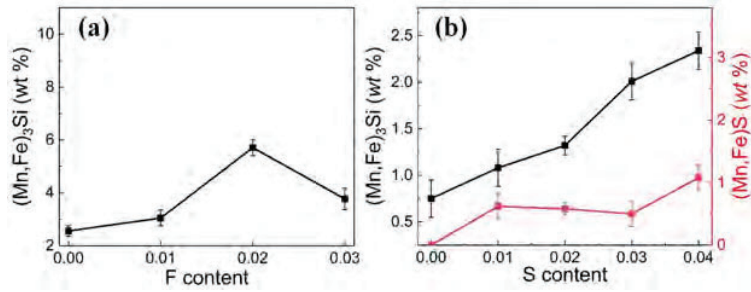 (a)
(Mn,Fe)₃Si (wt %)
10
8
6
4
2
0.00 0.01 0.02 0.03
F content
(b)
(Mn,Fe)₃Si (wt %)
2.5
2.0
1.5
1.0
0.5
0.00 0.01 0.02 0.03 0.04
S content
3
2
1
0
(Mn,Fe)S (wt %)